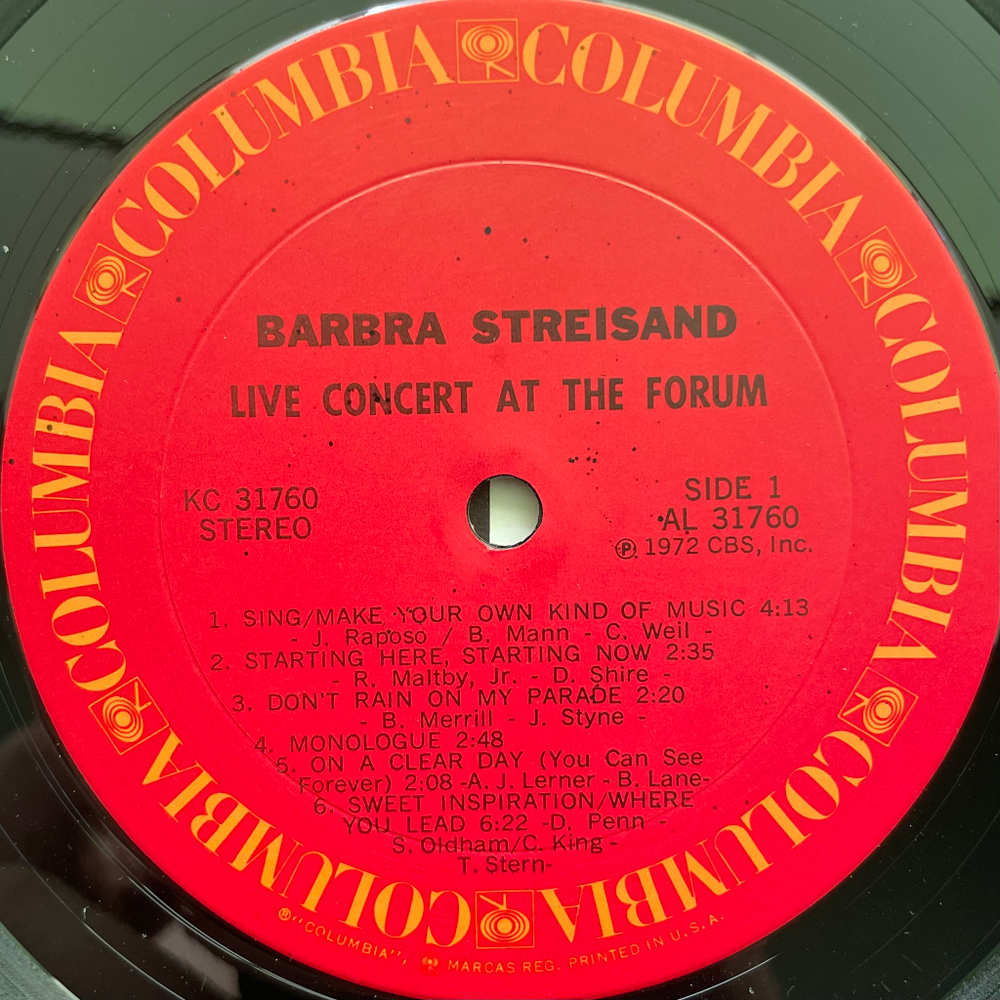 COLUMBIA COLUMBIA COLUMBIA COLUMBIA COLUMBIA COLUMBIA COLUMBIA COLUMBIA
BARBRA STREISAND
LIVE CONCERT AT THE FORUM
KC 31760
STEREO
SIDE 1
AL 31760
Ⓟ 1972 CBS, Inc.
1. SING/MAKE YOUR OWN KIND OF MUSIC 4:13
- J. Raposo / B. Mann - C. Weil -
2. STARTING HERE, STARTING NOW 2:35
- R. Maltby, Jr. - D. Shire -
3. DON'T RAIN ON MY PARADE 2:20
- B. Merrill - J. Styne -
4. MONOLOGUE 2:48
5. ON A CLEAR DAY (You Can See
Forever) 2:08 -A. J. Lerner - B. Lane-
6. SWEET INSPIRATION/WHERE
YOU LEAD 6:22 -D. Penn -
S. Oldham/C. King -
T. Stern-
® "COLUMBIA", MARCAS REG. PRINTED IN U.S.A.